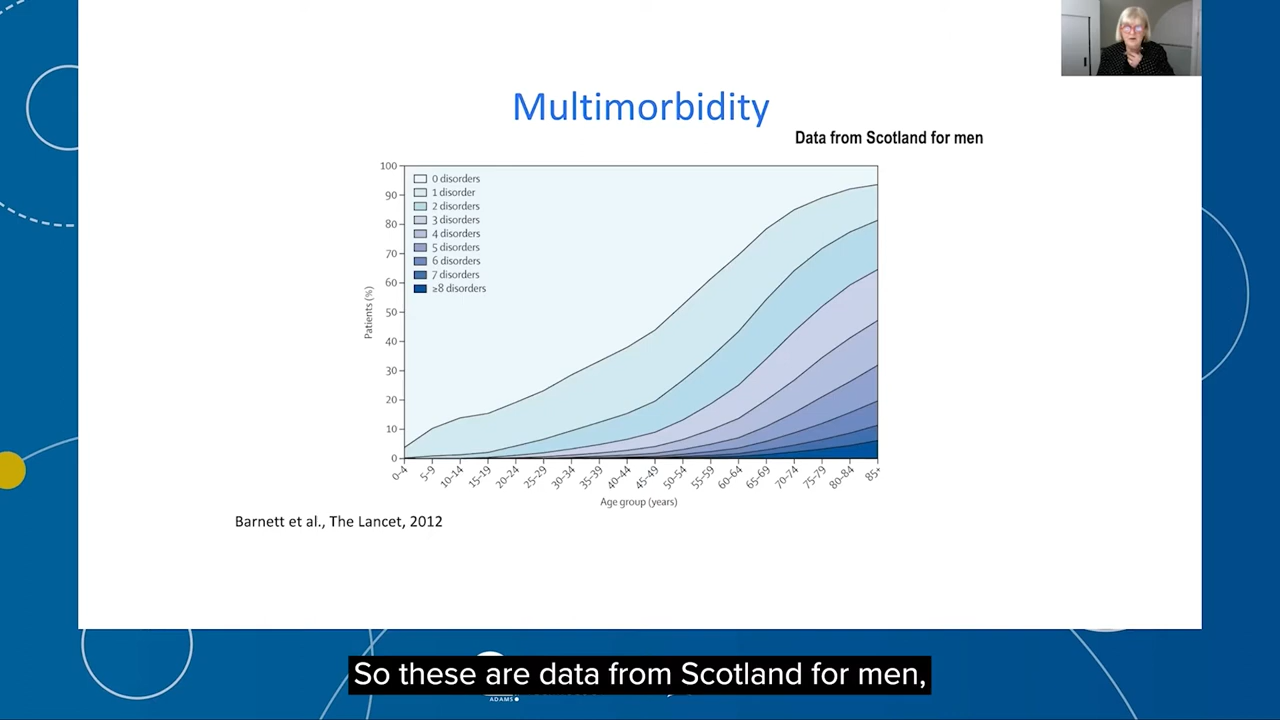 Multimorbidity
Data from Scotland for men
100
90
80
70
60
50
40
30
20
10
0
Patients (%)
0 disorders
1 disorder
2 disorders
3 disorders
4 disorders
5 disorders
6 disorders
7 disorders
≥8 disorders
0-4
5-9
10-14
15-19
20-24
25-29
30-34
35-39
40-44
45-49
50-54
55-59
60-64
65-69
70-74
75-79
80-84
85+
Age group (years)
Barnett et al., The Lancet, 2012
So these are data from Scotland for men,
ADAMS